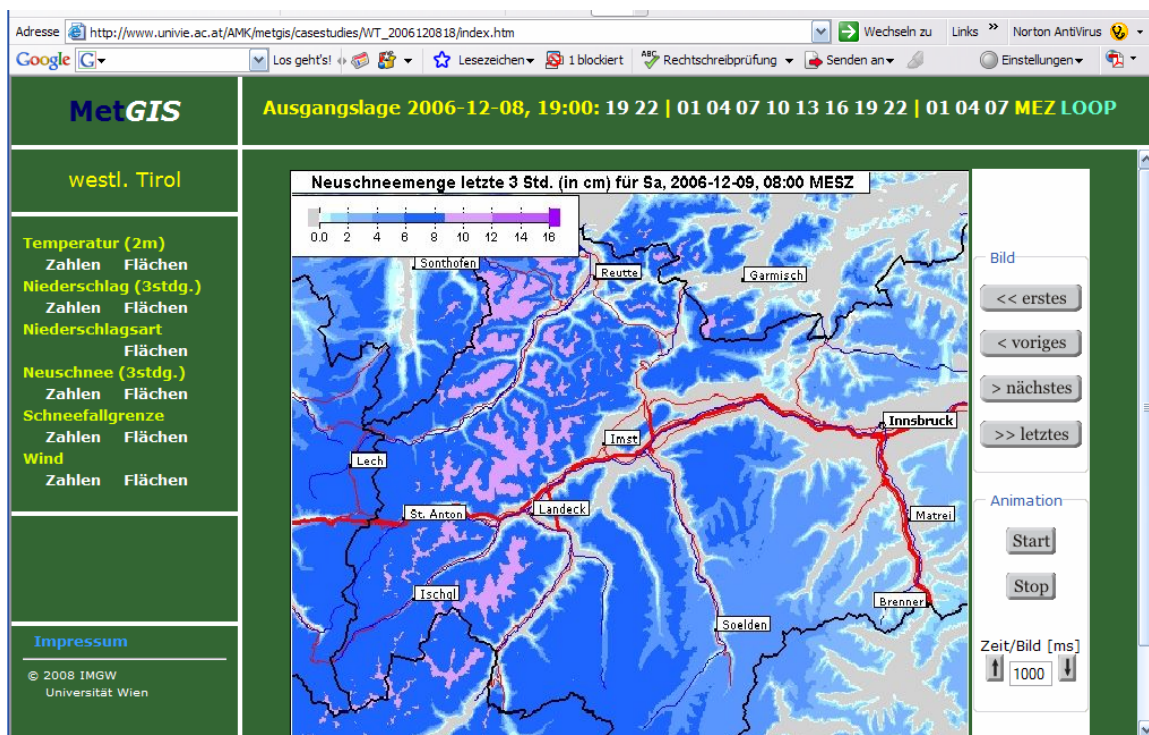 Adresse http://www.univie.ac.at/AMK/metgis/casestudies/WT_2006120818/index.htm Wechseln zu Links » Norton AntiVirus
Google G Los geht's! Lesezeichen 1 blockiert ABC Rechtschreibprüfung Senden an Einstellungen
MetGIS
Ausgangslage 2006-12-08, 19:00: 19 22 | 01 04 07 10 13 16 19 22 | 01 04 07 MEZ LOOP
westl. Tirol
Temperatur (2m)
Zahlen Flächen
Niederschlag (3stdg.)
Zahlen Flächen
Niederschlagsart
Flächen
Neuschnee (3stdg.)
Zahlen Flächen
Schneefallgrenze
Zahlen Flächen
Wind
Zahlen Flächen
Impressum
© 2008 IMGW
Universität Wien
Neuschneemenge letzte 3 Std. (in cm) für Sa, 2006-12-09, 08:00 MESZ
0.0 2 4 6 8 10 12 14 16
Sonthofen
Reutte
Garmisch
Innsbruck
Imst
Lech
St. Anton
Landeck
Matrei
Ischgl
Brenner
Soelden
Bild
<< erstes
< voriges
> nächstes
>> letztes
Animation
Start
Stop
Zeit/Bild [ms]
1000